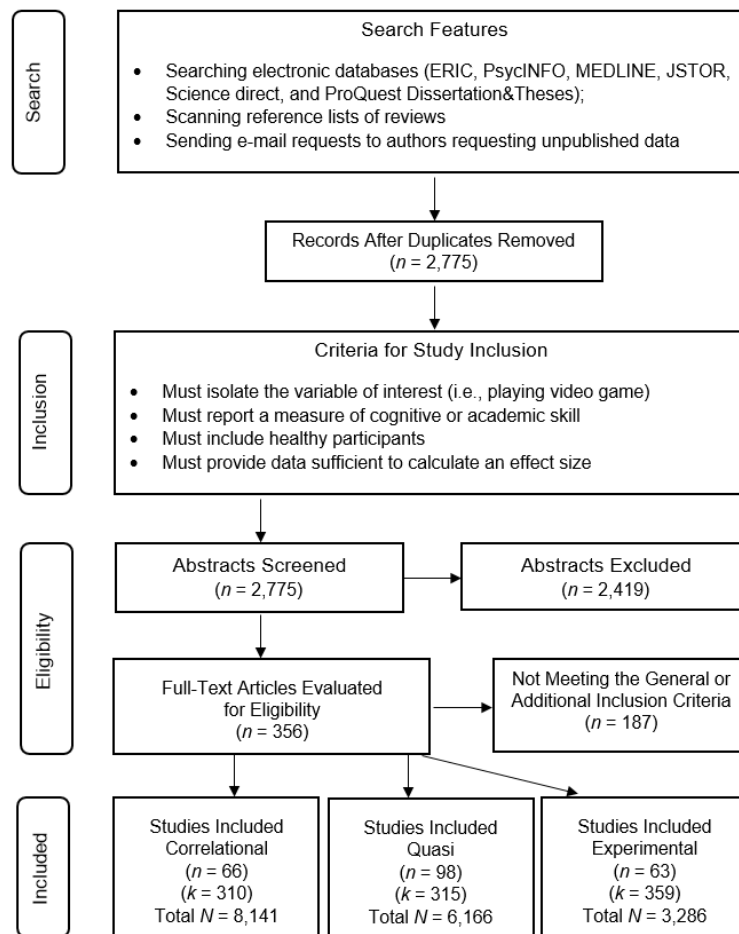 Search
Search Features
• Searching electronic databases (ERIC, PsycINFO, MEDLINE, JSTOR,
Science direct, and ProQuest Dissertation&Theses);
• Scanning reference lists of reviews
• Sending e-mail requests to authors requesting unpublished data
Records After Duplicates Removed
(n = 2,775)
Inclusion
Criteria for Study Inclusion
• Must isolate the variable of interest (i.e., playing video game)
• Must report a measure of cognitive or academic skill
• Must include healthy participants
• Must provide data sufficient to calculate an effect size
Eligibility
Abstracts Screened
(n = 2,775)
Abstracts Excluded
(n = 2,419)
Full-Text Articles Evaluated
for Eligibility
(n = 356)
Not Meeting the General or
Additional Inclusion Criteria
(n = 187)
Included
Studies Included
Correlational
(n = 66)
(k = 310)
Total N = 8,141
Studies Included
Quasi
(n = 98)
(k = 315)
Total N = 6,166
Studies Included
Experimental
(n = 63)
(k = 359)
Total N = 3,286